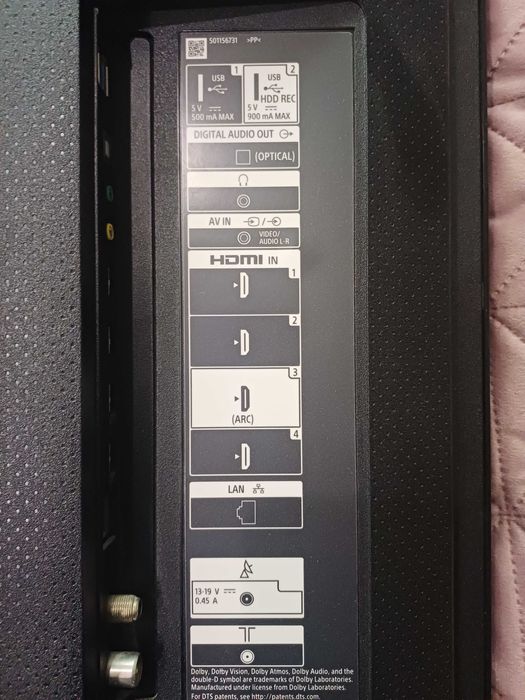 S01156731 >PP<
1
USB
5 V
500 mA MAX
2
USB
HDD REC
5 V
900 mA MAX
DIGITAL AUDIO OUT
(OPTICAL)
AV IN
VIDEO/
AUDIO L-R
HDMI IN
1
2
3
(ARC)
4
LAN
13-19 V
0.45 A
Dolby, Dolby Vision, Dolby Atmos, Dolby Audio, and the
double-D symbol are trademarks of Dolby Laboratories.
Manufactured under license from Dolby Laboratories.
For DTS patents, see http://patents.dts.com.